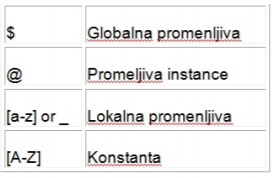 $ Globalna promenljiva
@ Promeljiva instance
[a-z] or _ Lokalna promenljiva
[A-Z] Konstanta